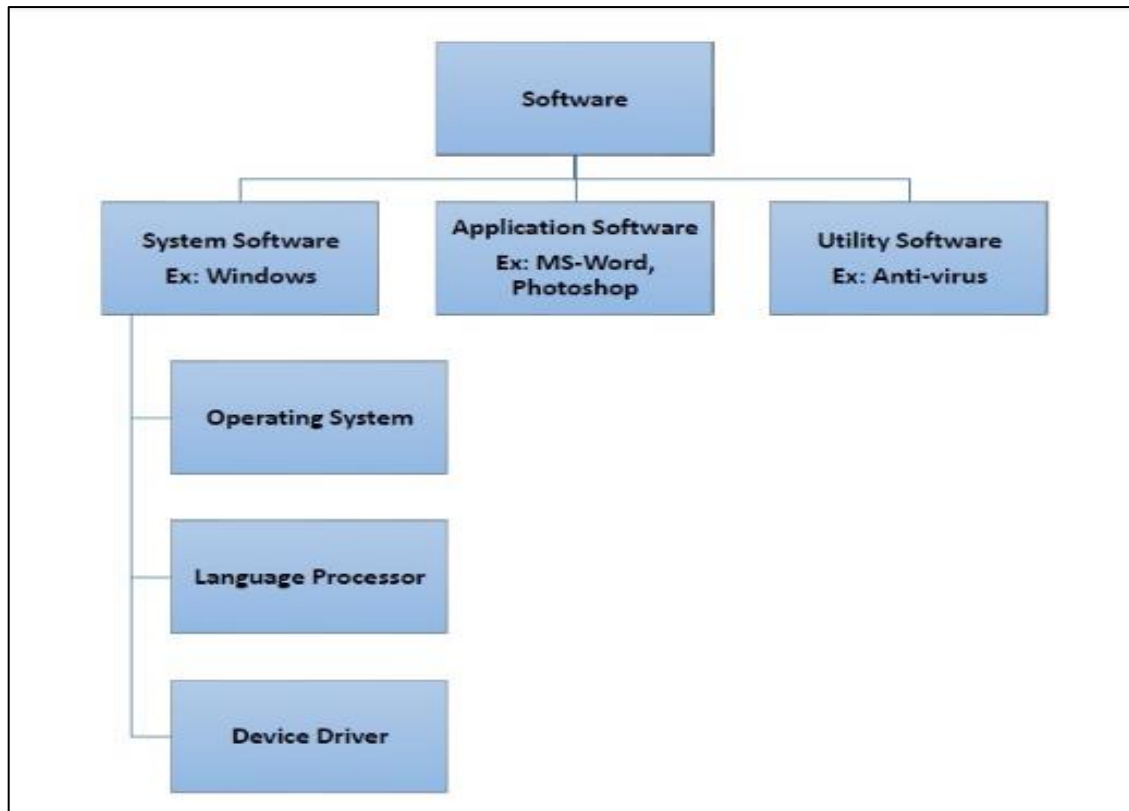 Software
System Software
Ex: Windows
Application Software
Ex: MS-Word,
Photoshop
Utility Software
Ex: Anti-virus
Operating System
Language Processor
Device Driver